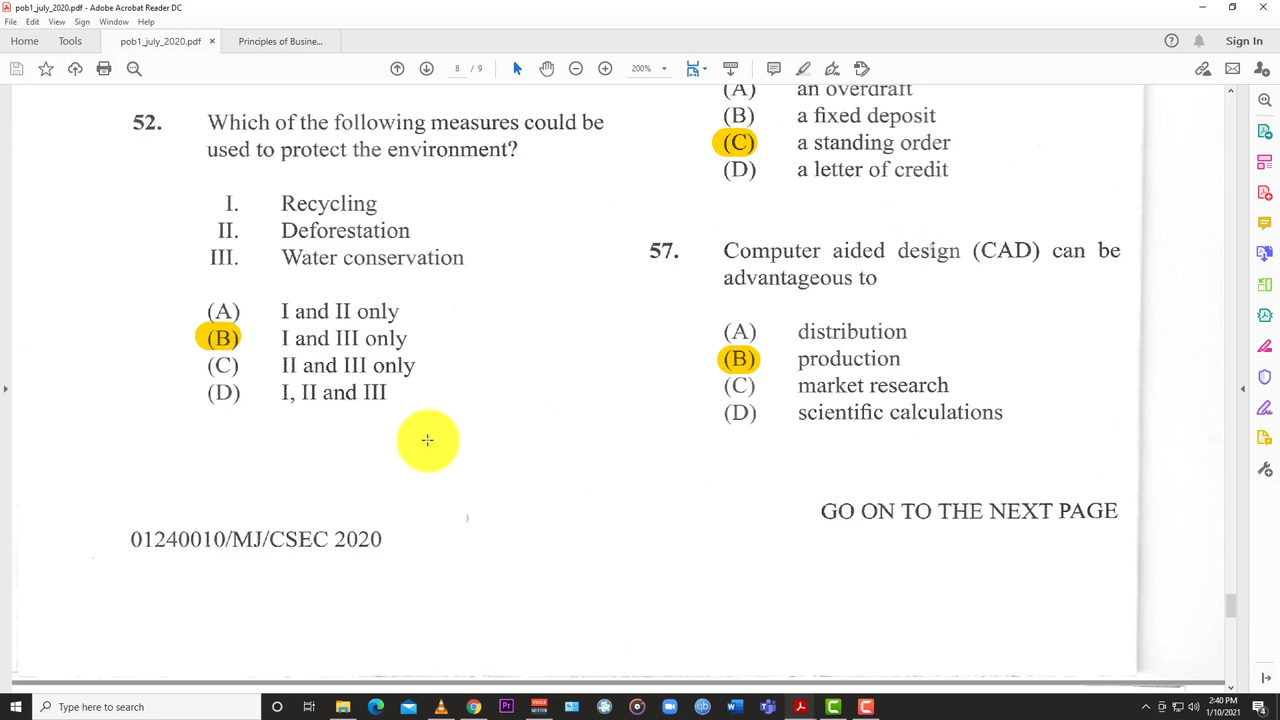 pob1_july_2020.pdf - Adobe Acrobat Reader DC
File Edit View Window Help
Home Tools pob1_july_2020.pdf × Principles of Busine... Sign In
8 / 9 200%
52. Which of the following measures could be
used to protect the environment?
I. Recycling
II. Deforestation
III. Water conservation
(A) I and II only
(B) I and III only
(C) II and III only
(D) I, II and III
01240010/MJ/CSEC 2020
(A) an overdraft
(B) a fixed deposit
(C) a standing order
(D) a letter of credit
57. Computer aided design (CAD) can be
advantageous to
(A) distribution
(B) production
(C) market research
(D) scientific calculations
GO ON TO THE NEXT PAGE
Type here to search
2:40 PM
1/10/2021